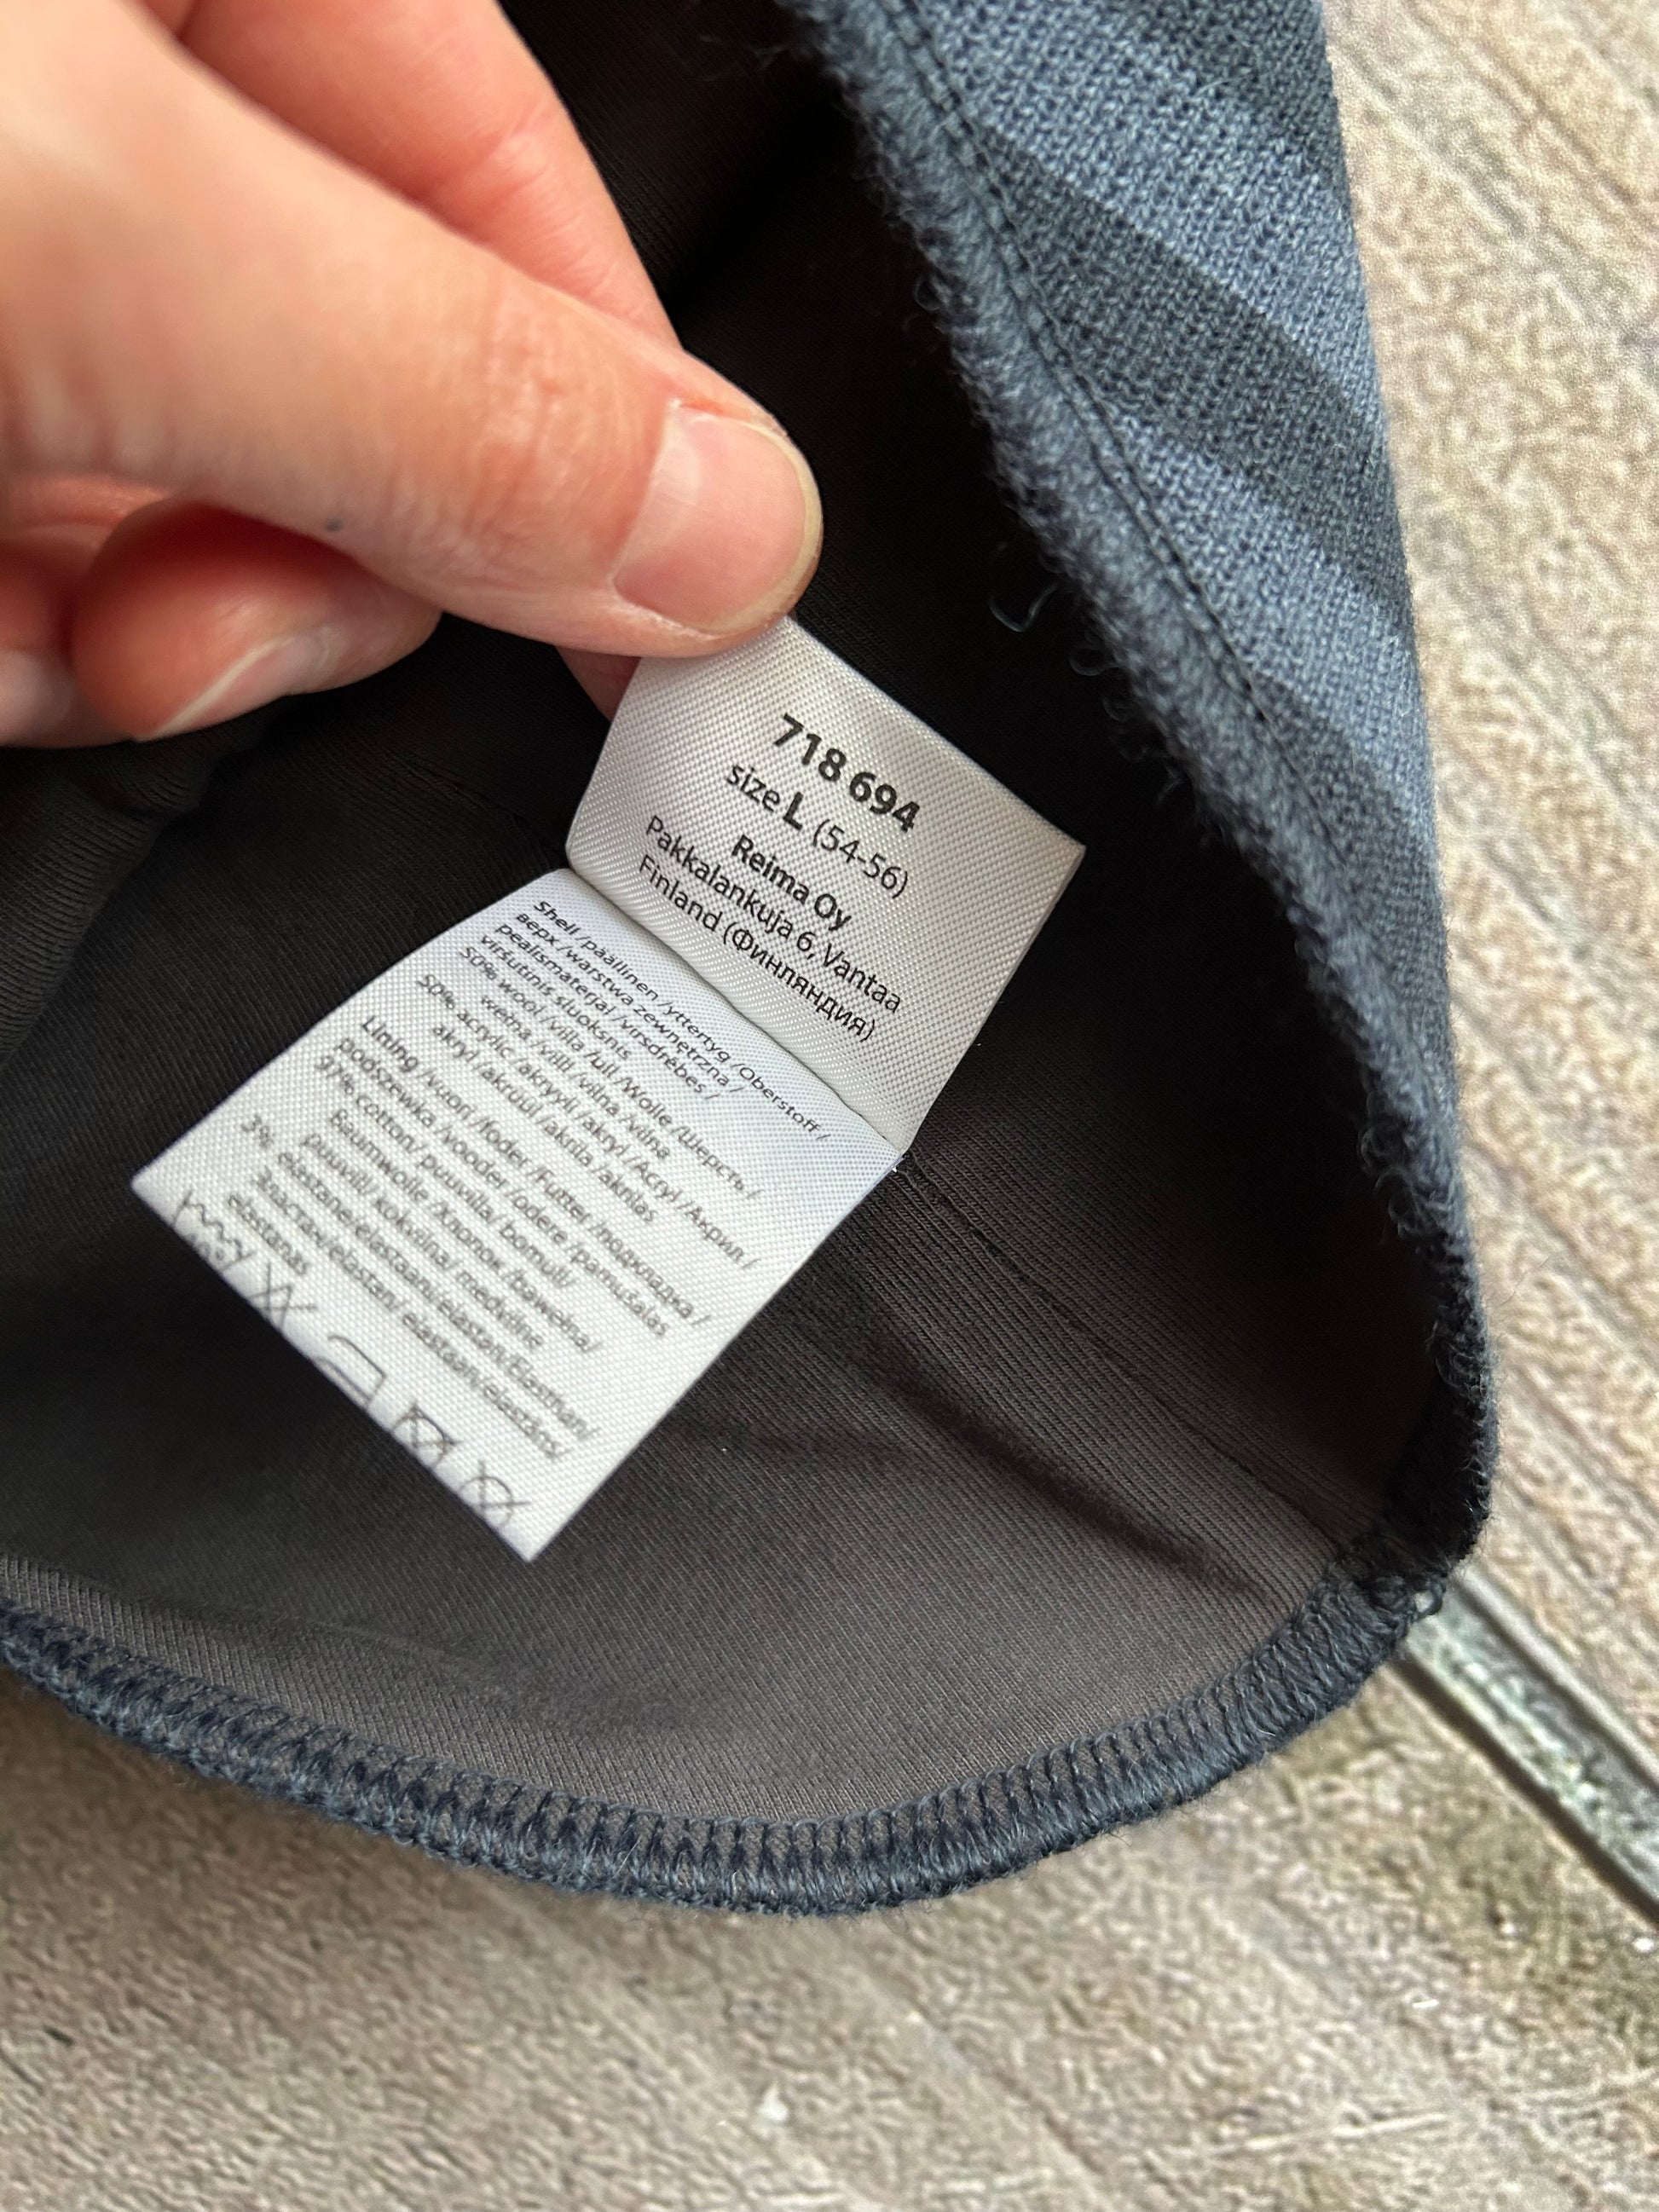 718 694
size L (54-56)
Reima Oy
Pakkalankuja 6, Vantaa
Finland (Финляндия)
Shell /päällinen /yttertyg /Oberstoff /
верх /warstwa zewnętrzna /
pealismaterjal /virsdrēbes /
viršutinis sluoksnis
50% wool /villa /ull /Wolle /Шерсть /
wełna /vill /vilna /vilna
50% acrylic /akryyli /akryl /Acryl /Акрил /
akryl /akrüül /akrila /akrilas
Lining /vuori /foder /Futter /подкладка /
podszewka /vooder /odere /pamušalas
97% cotton/ puuvilla/ bomull/
Baumwolle /Хлопок /bawełna/
puuvill/ kokvilna/ medvilnė
3% elastane/elastaani/elastan/Elasthan/
Эластан/elastan/ elastaan/elastāns/
elastanas